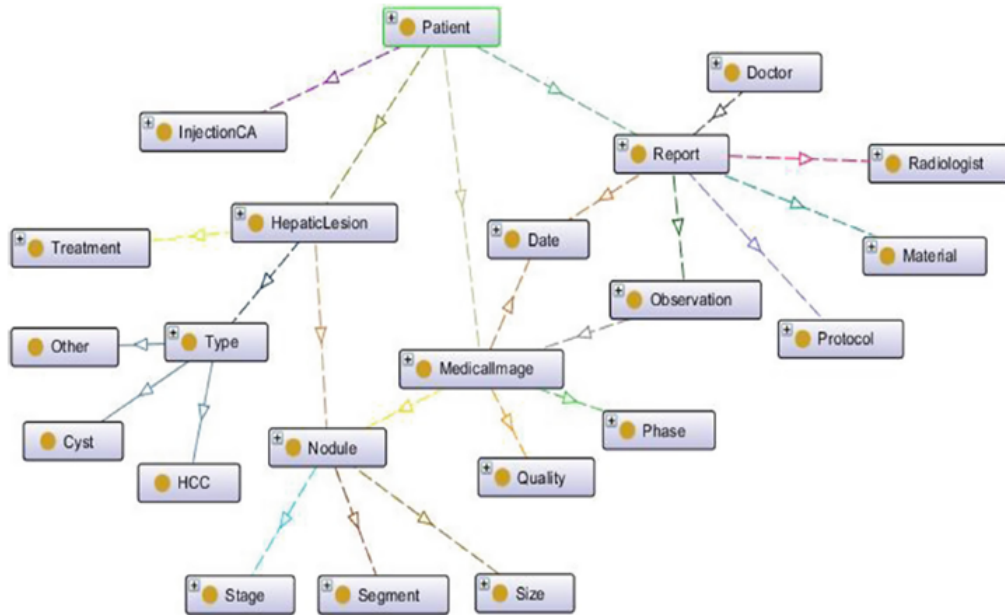 Patient
Doctor
InjectionCA
Report
Radiologist
HepaticLesion
Treatment
Date
Material
Observation
Other
Type
Protocol
MedicalImage
Cyst
Phase
Nodule
HCC
Quality
Stage
Segment
Size